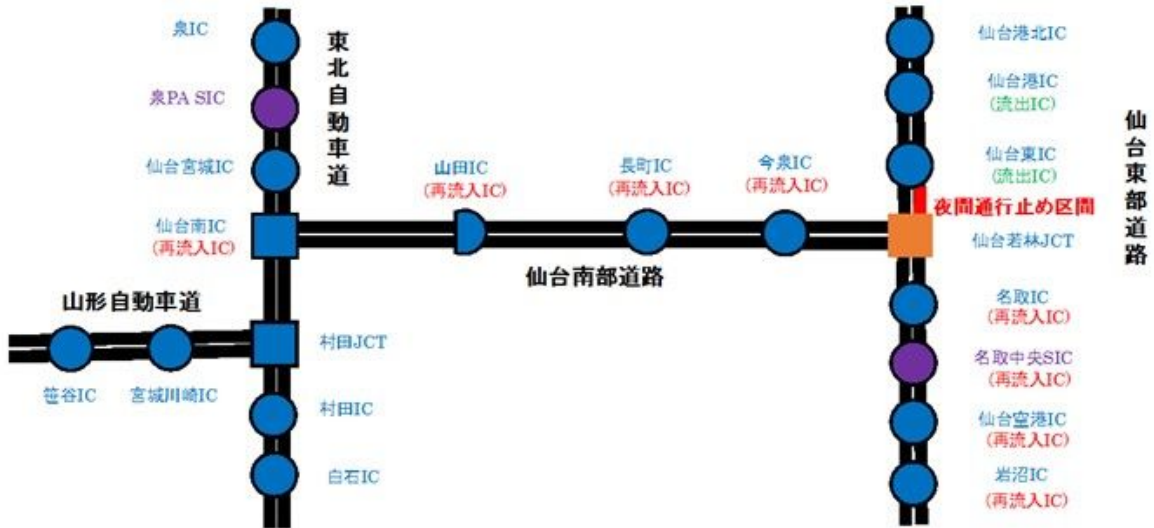 泉IC
泉PA SIC
仙台宮城IC
仙台南IC
(再流入IC)
東北自動車道
山形自動車道
笹谷IC
宮城川崎IC
村田JCT
村田IC
白石IC
山田IC
(再流入IC)
長町IC
(再流入IC)
今泉IC
(再流入IC)
仙台南部道路
仙台港北IC
仙台港IC
(流出IC)
仙台東IC
(流出IC)
夜間通行止め区間
仙台若林JCT
名取IC
(再流入IC)
名取中央SIC
(再流入IC)
仙台空港IC
(再流入IC)
岩沼IC
(再流入IC)
仙台東部道路